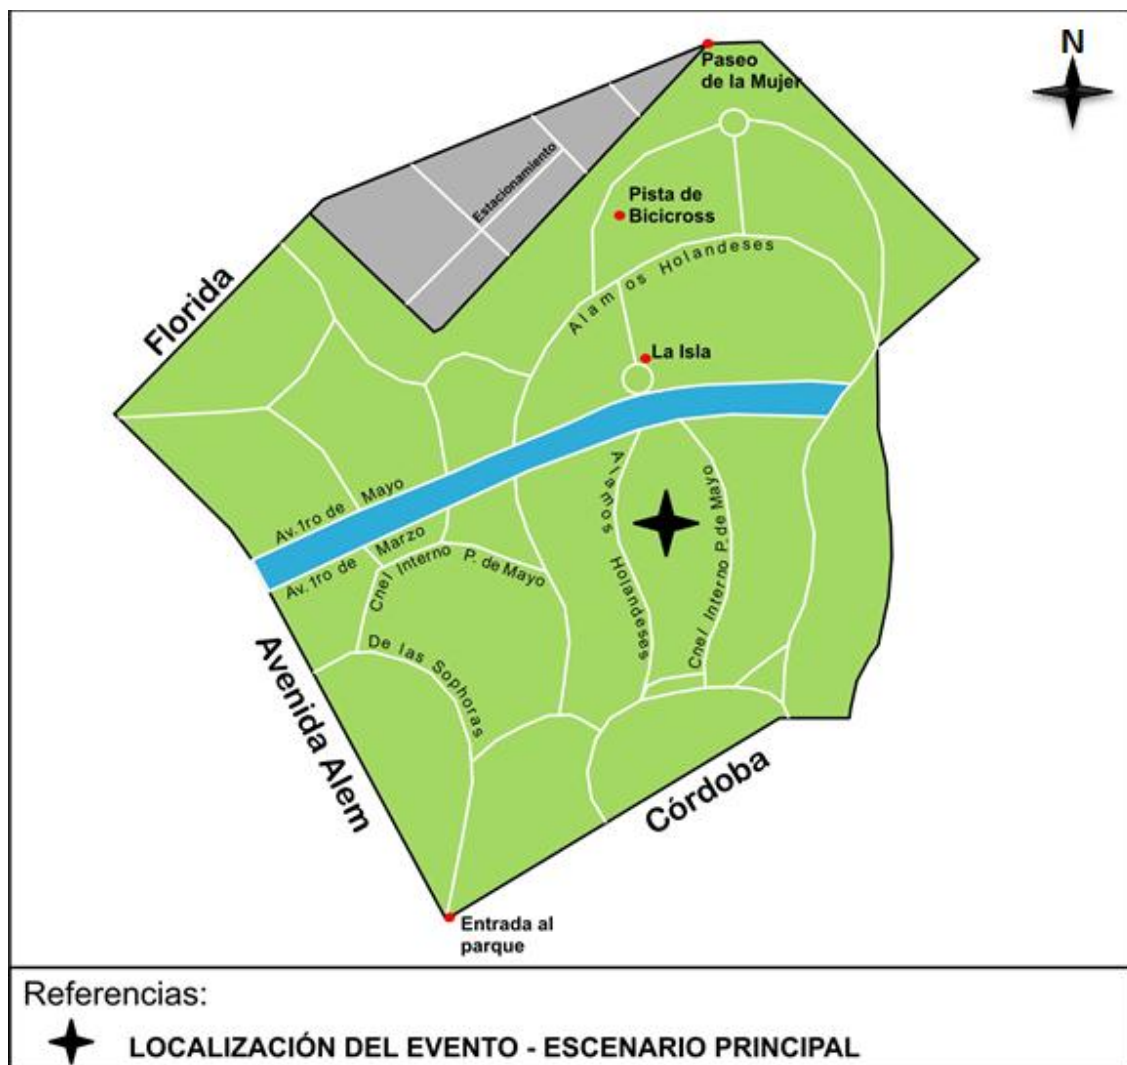 N
Paseo
de la Mujer
Estacionamiento
Pista de
Bicicross
Alamos Holandeses
Florida
La Isla
Av.1ro de Mayo
Av.1ro de Marzo
Cnel Interno P. de Mayo
Alamos Holandeses
Cnel Interno P. de Mayo
De las Sophoras
Avenida Alem
Córdoba
Entrada al
parque
Referencias:
LOCALIZACIÓN DEL EVENTO - ESCENARIO PRINCIPAL